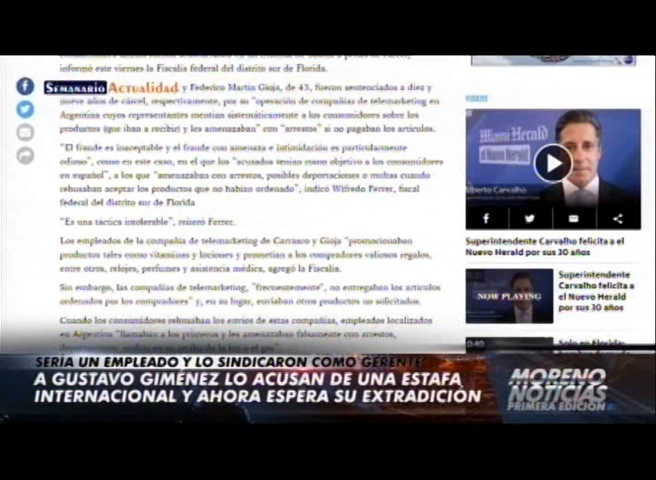 informó este viernes la Fiscalía federal del distrito sur de Florida.
SEMANARIO Actualidad y Federico Martín Gioja, de 43, fueron sentenciados a diez y
nueve años de cárcel, respectivamente, por su "operación de compañías de telemarketing en
Argentina cuyos representantes mentían sistemáticamente a los consumidores sobre los
productos (que iban a recibir) y les amenazaban" con "arrestos" si no pagaban los artículos.
"El fraude es inaceptable y el fraude con amenaza e intimidación es particularmente
odioso", como en este caso, en el que los "acusados tenían como objetivo a los consumidores
en español", a los que "amenazaban con arrestos, posibles deportaciones o multas cuando
rehusaban aceptar los productos que no habían ordenado", indicó Wifredo Ferrer, fiscal
federal del distrito sur de Florida
"Es una táctica intolerable", reiteró Ferrer.
Los empleados de la compañía de telemarketing de Carrasco y Gioja "promocionaban
productos tales como vitaminas y lociones y prometían a los compradores valiosos regalos,
entre otros, relojes, perfumes y asistencia médica, agregó la Fiscalía.
Sin embargo, las compañías de telemarketing, "frecuentemente", no entregaban los artículos
ordenados por los compradores" y, en su lugar, enviaban otros productos no solicitados.
Cuando los consumidores rehusaban los envíos de estas compañías, empleados localizados
en Argentina "llamaban a los primeros y les amenazaban falsamente con arrestos,
VIDEOS
Miami Herald
el Nuevo Herald
Alberto Carvalho
Superintendente Carvalho felicita a el
Nuevo Herald por sus 30 años
NOW PLAYING
Superintendente
Carvalho felicita a
el Nuevo Herald por
sus 30 años
0:40
Solo en Florida:
SERÍA UN EMPLEADO Y LO SINDICARON COMO GERENTE
A GUSTAVO GIMÉNEZ LO ACUSAN DE UNA ESTAFA
INTERNACIONAL Y AHORA ESPERA SU EXTRADICIÓN
MORENO
NOTICIAS
PRIMERA EDICIÓN